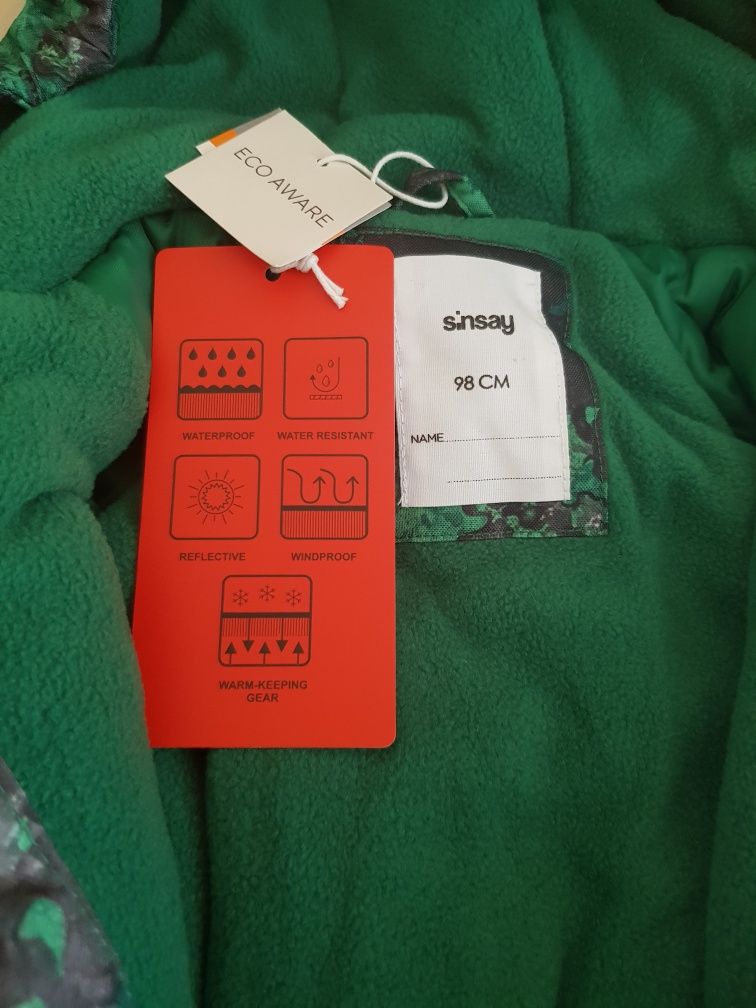 ECO AWARE
sinsay
98 CM
NAME
WATERPROOF
WATER RESISTANT
REFLECTIVE
WINDPROOF
WARM-KEEPING
GEAR